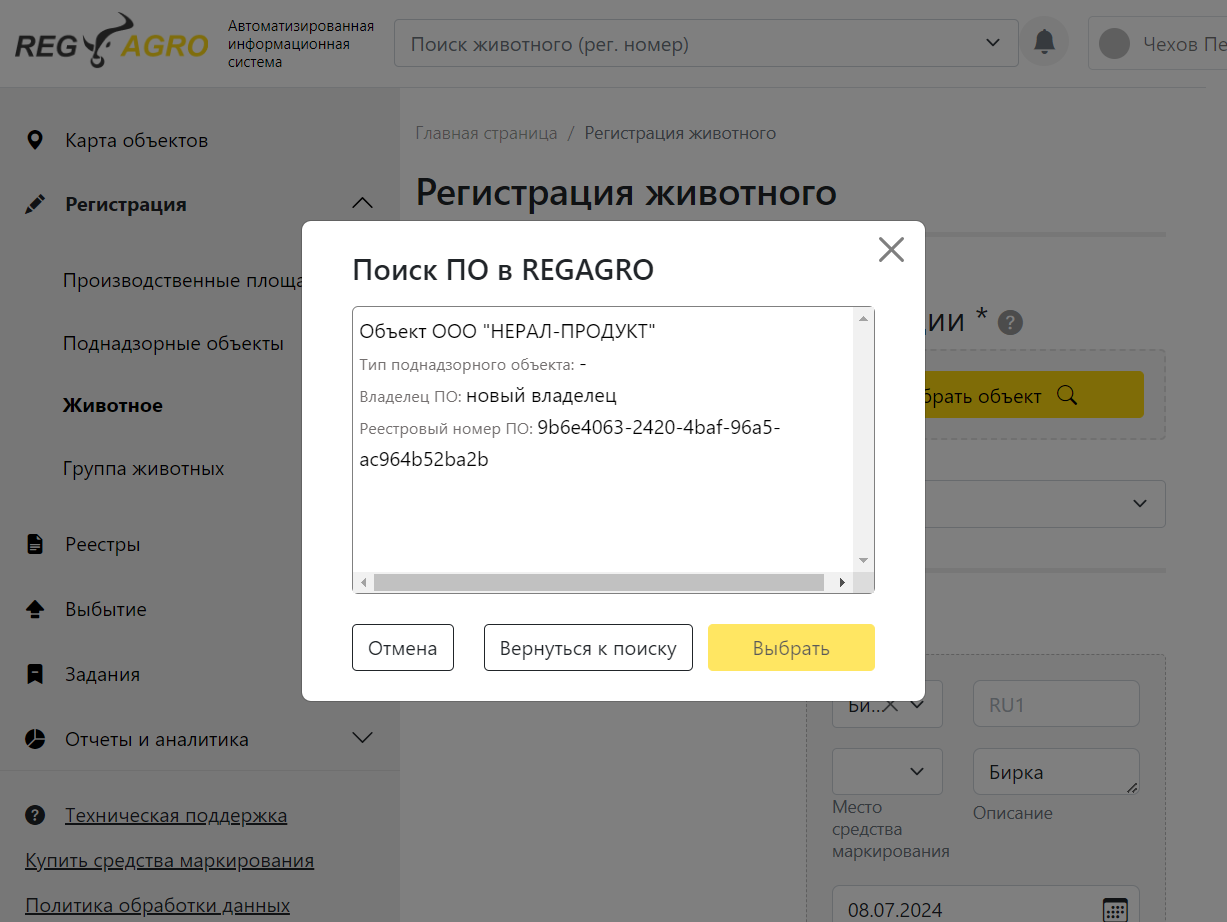 REG AGRO
Автоматизированная
информационная
система
Поиск животного (рег. номер)
Чехов Пе
Карта объектов
Регистрация
Производственные площа
Поднадзорные объекты
Животное
Группа животных
Реестры
Выбытие
Задания
Отчеты и аналитика
Техническая поддержка
Купить средства маркирования
Политика обработки данных
Главная страница / Регистрация животного
Регистрация животного
ции * ?
брать объект
Поиск ПО в REGAGRO
Объект ООО "НЕРАЛ-ПРОДУКТ"
Тип поднадзорного объекта: -
Владелец ПО: новый владелец
Реестровый номер ПО: 9b6e4063-2420-4baf-96a5-
ac964b52ba2b
Отмена
Вернуться к поиску
Выбрать
Би...
RU1
Бирка
Место
средства
маркирования
Описание
08.07.2024